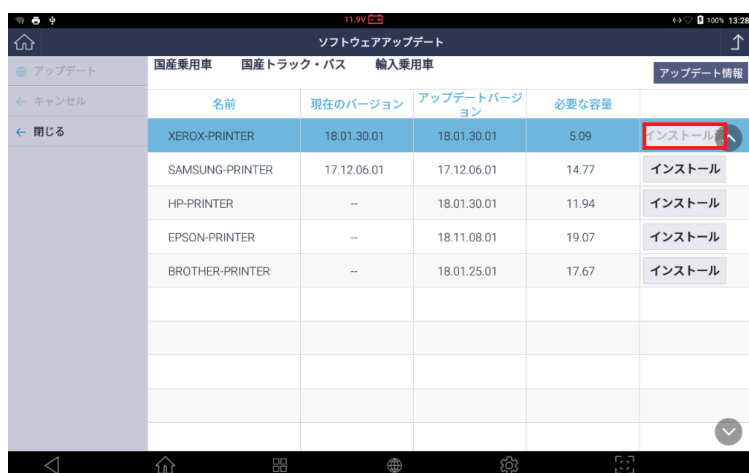 11.9V
100% 13:28
ソフトウェアアップデート
アップデート
キャンセル
閉じる
国産乗用車 国産トラック・バス 輸入乗用車
アップデート情報
名前 現在のバージョン アップデートバージ
ョン 必要な容量
XEROX-PRINTER 18.01.30.01 18.01.30.01 5.09 インストール
SAMSUNG-PRINTER 17.12.06.01 17.12.06.01 14.77 インストール
HP-PRINTER -- 18.01.30.01 11.94 インストール
EPSON-PRINTER -- 18.11.08.01 19.07 インストール
BROTHER-PRINTER -- 18.01.25.01 17.67 インストール